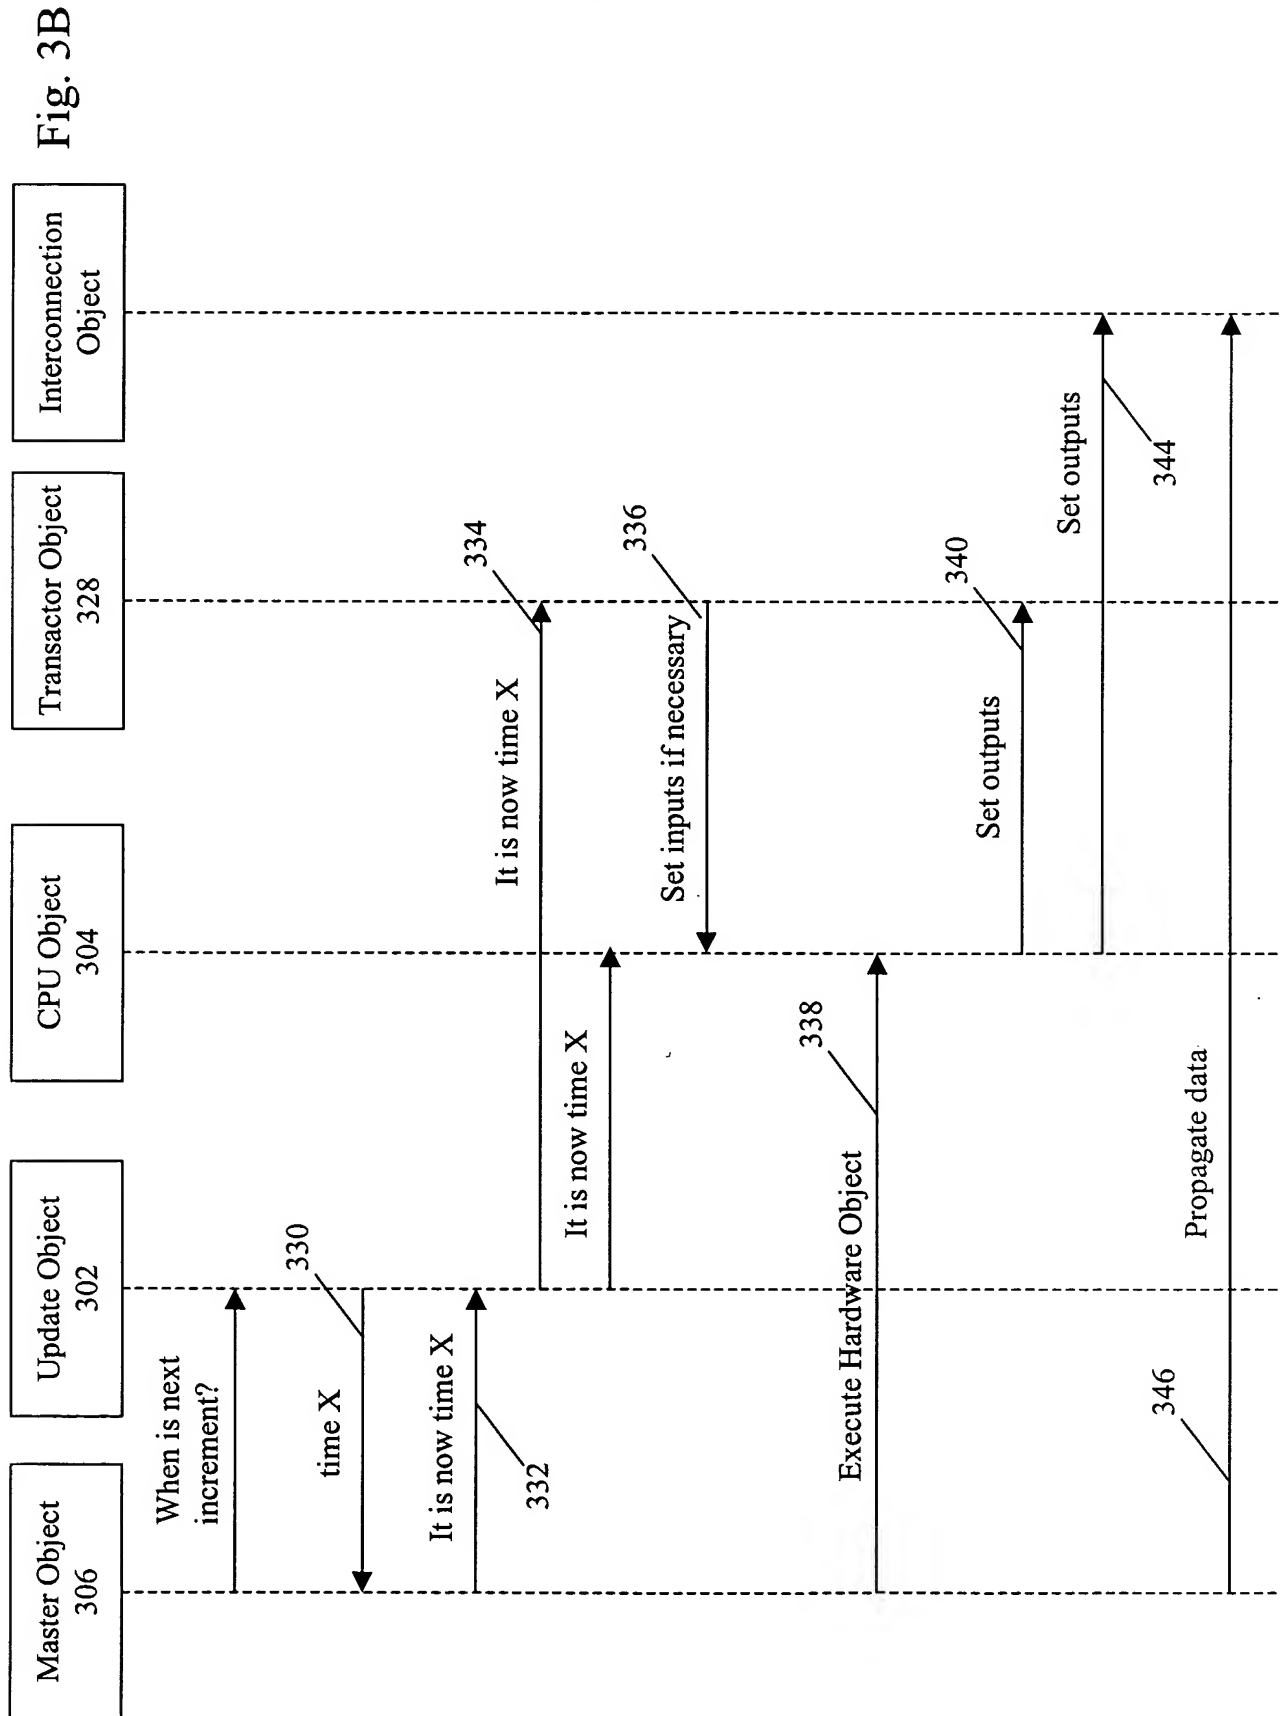 Fig. 3B
Master Object
306
Update Object
302
CPU Object
304
Transactor Object
328
Interconnection
Object
When is next
increment?
330
time X
It is now time X
332
334
It is now time X
It is now time X
336
Set inputs if necessary
338
Execute Hardware Object
340
Set outputs
Set outputs
344
Propagate data
346